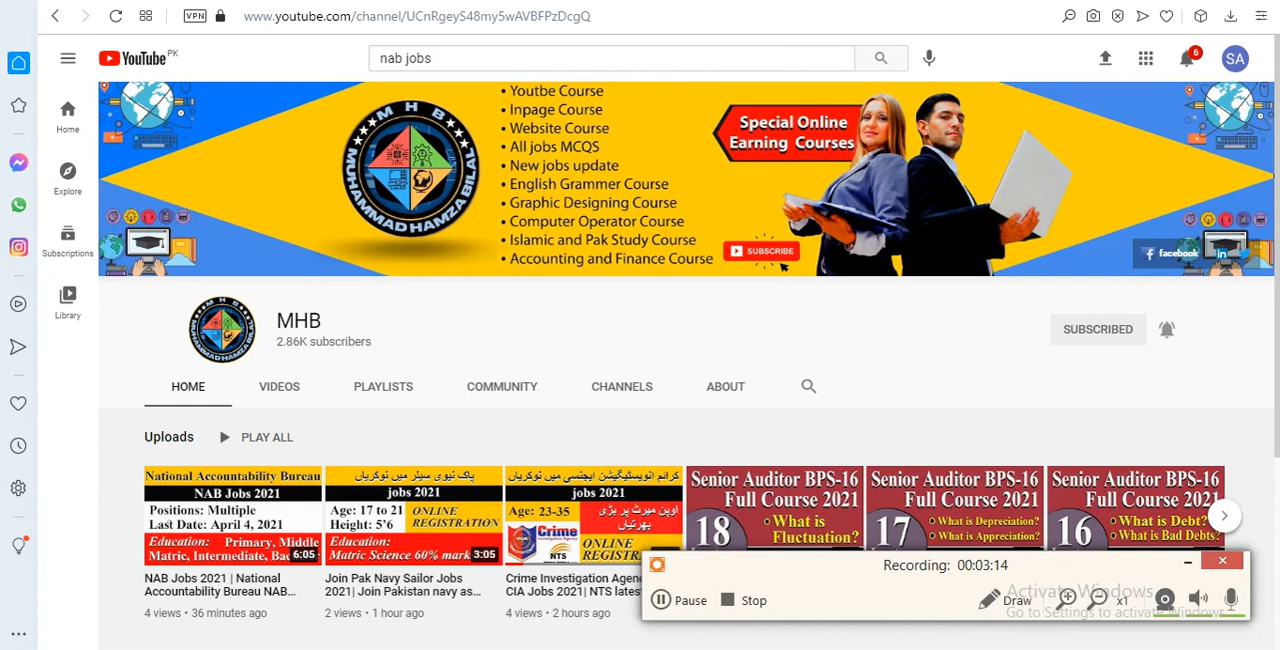 VPN
www.youtube.com/channel/UCnRgeyS48my5wAVBFPzDcgQ
YouTube PK
nab jobs
6
SA
Home
Explore
Subscriptions
Library
MHB
MUHAMMAD HAMZA BILAL
• Youtbe Course
• Inpage Course
• Website Course
• All jobs MCQS
• New jobs update
• English Grammer Course
• Graphic Designing Course
• Computer Operator Course
• Islamic and Pak Study Course
• Accounting and Finance Course
Special Online
Earning Courses
SUBSCRIBE
facebook
in
MHB
2.86K subscribers
SUBSCRIBED
HOME VIDEOS PLAYLISTS COMMUNITY CHANNELS ABOUT
Uploads PLAY ALL
National Accountability Bureau
NAB Jobs 2021
Positions: Multiple
Last Date: April 4, 2021
Education: Primary, Middle
Matric, Intermediate,
6:05
NAB Jobs 2021| National
Accountability Bureau NAB...
4 views • 36 minutes ago
پاک نیوی سیلر میں نوکریاں
jobs 2021
Age: 17 to 21
Height: 5'6
ONLINE
REGISTRATION
Education:
Matric Science 60% mark
3:05
Join Pak Navy Sailor Jobs
2021| Join Pakistan navy as...
2 views • 1 hour ago
کرائم انویسٹیگیشن ایجنسی میں نوکریاں
jobs 2021
Age: 23-35
اوپن میرٹ پر بڑی
بھرتیاں
Crime
NTS
ONLINE
Crime Investigation
CIA Jobs 2021| NTS
4 views • 2 hours ago
Senior Auditor BPS-16
Full Course 2021
18
• What is
Fluctuation?
Senior Auditor BPS-16
Full Course 2021
17
• What is Depreciation?
• What is Appreciation?
Senior Auditor BPS-16
Full Course 2021
16
• What is Debt?
• What is Bad Debts?
Recording: 00:03:14
Pause Stop Draw x1
Activate Windows
Go to Settings to activate Windows.